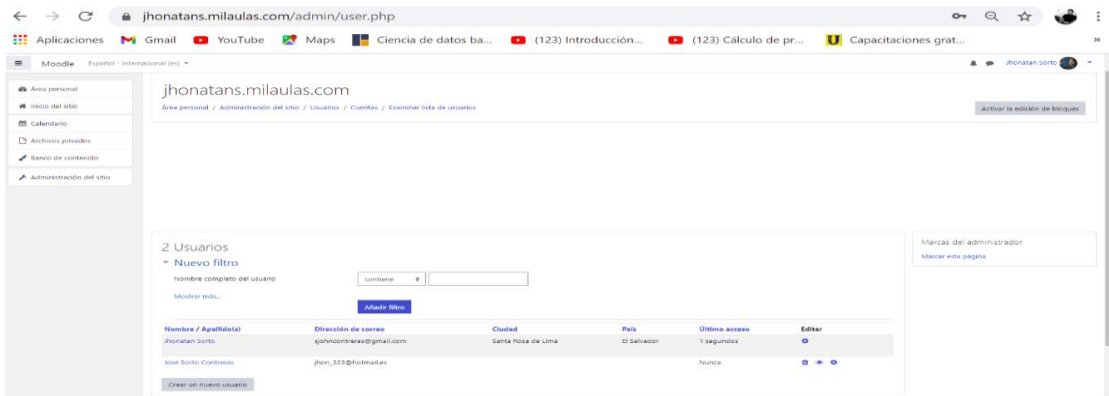 jhonatans.milaulas.com/admin/user.php
Aplicaciones Gmail YouTube Maps Ciencia de datos ba... (123) Introducción... (123) Cálculo de pr... Capacitaciones grat... »
Moodle Español - Internacional (es) Jhonatan Sorto
Área personal
Inicio del sitio
Calendario
Archivos privados
Banco de contenido
Administración del sitio
jhonatans.milaulas.com
Área personal / Administración del sitio / Usuarios / Cuentas / Examinar lista de usuarios
Activar la edición de bloques
2 Usuarios
Nuevo filtro
Nombre completo del usuario contiene
Mostrar más...
Añadir filtro
Nombre / Apellido(s) Dirección de correo Ciudad País Último acceso Editar
Jhonatan Sorto sjohncontreras@gmail.com Santa Rosa de Lima El Salvador 1 segundos
José Sorto Contreras jhon_323@hotmail.es Nunca
Crear un nuevo usuario
Marcas del administrador
Marcar esta página